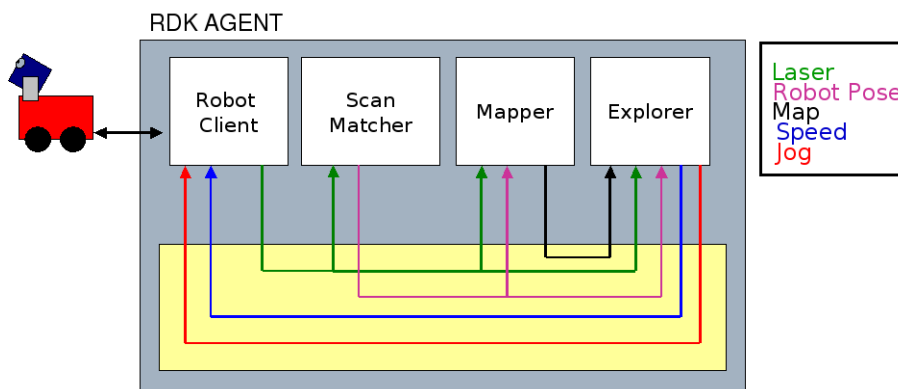 RDK AGENT
Robot
Client
Scan
Matcher
Mapper
Explorer
Laser
Robot Pose
Map
Speed
Jog